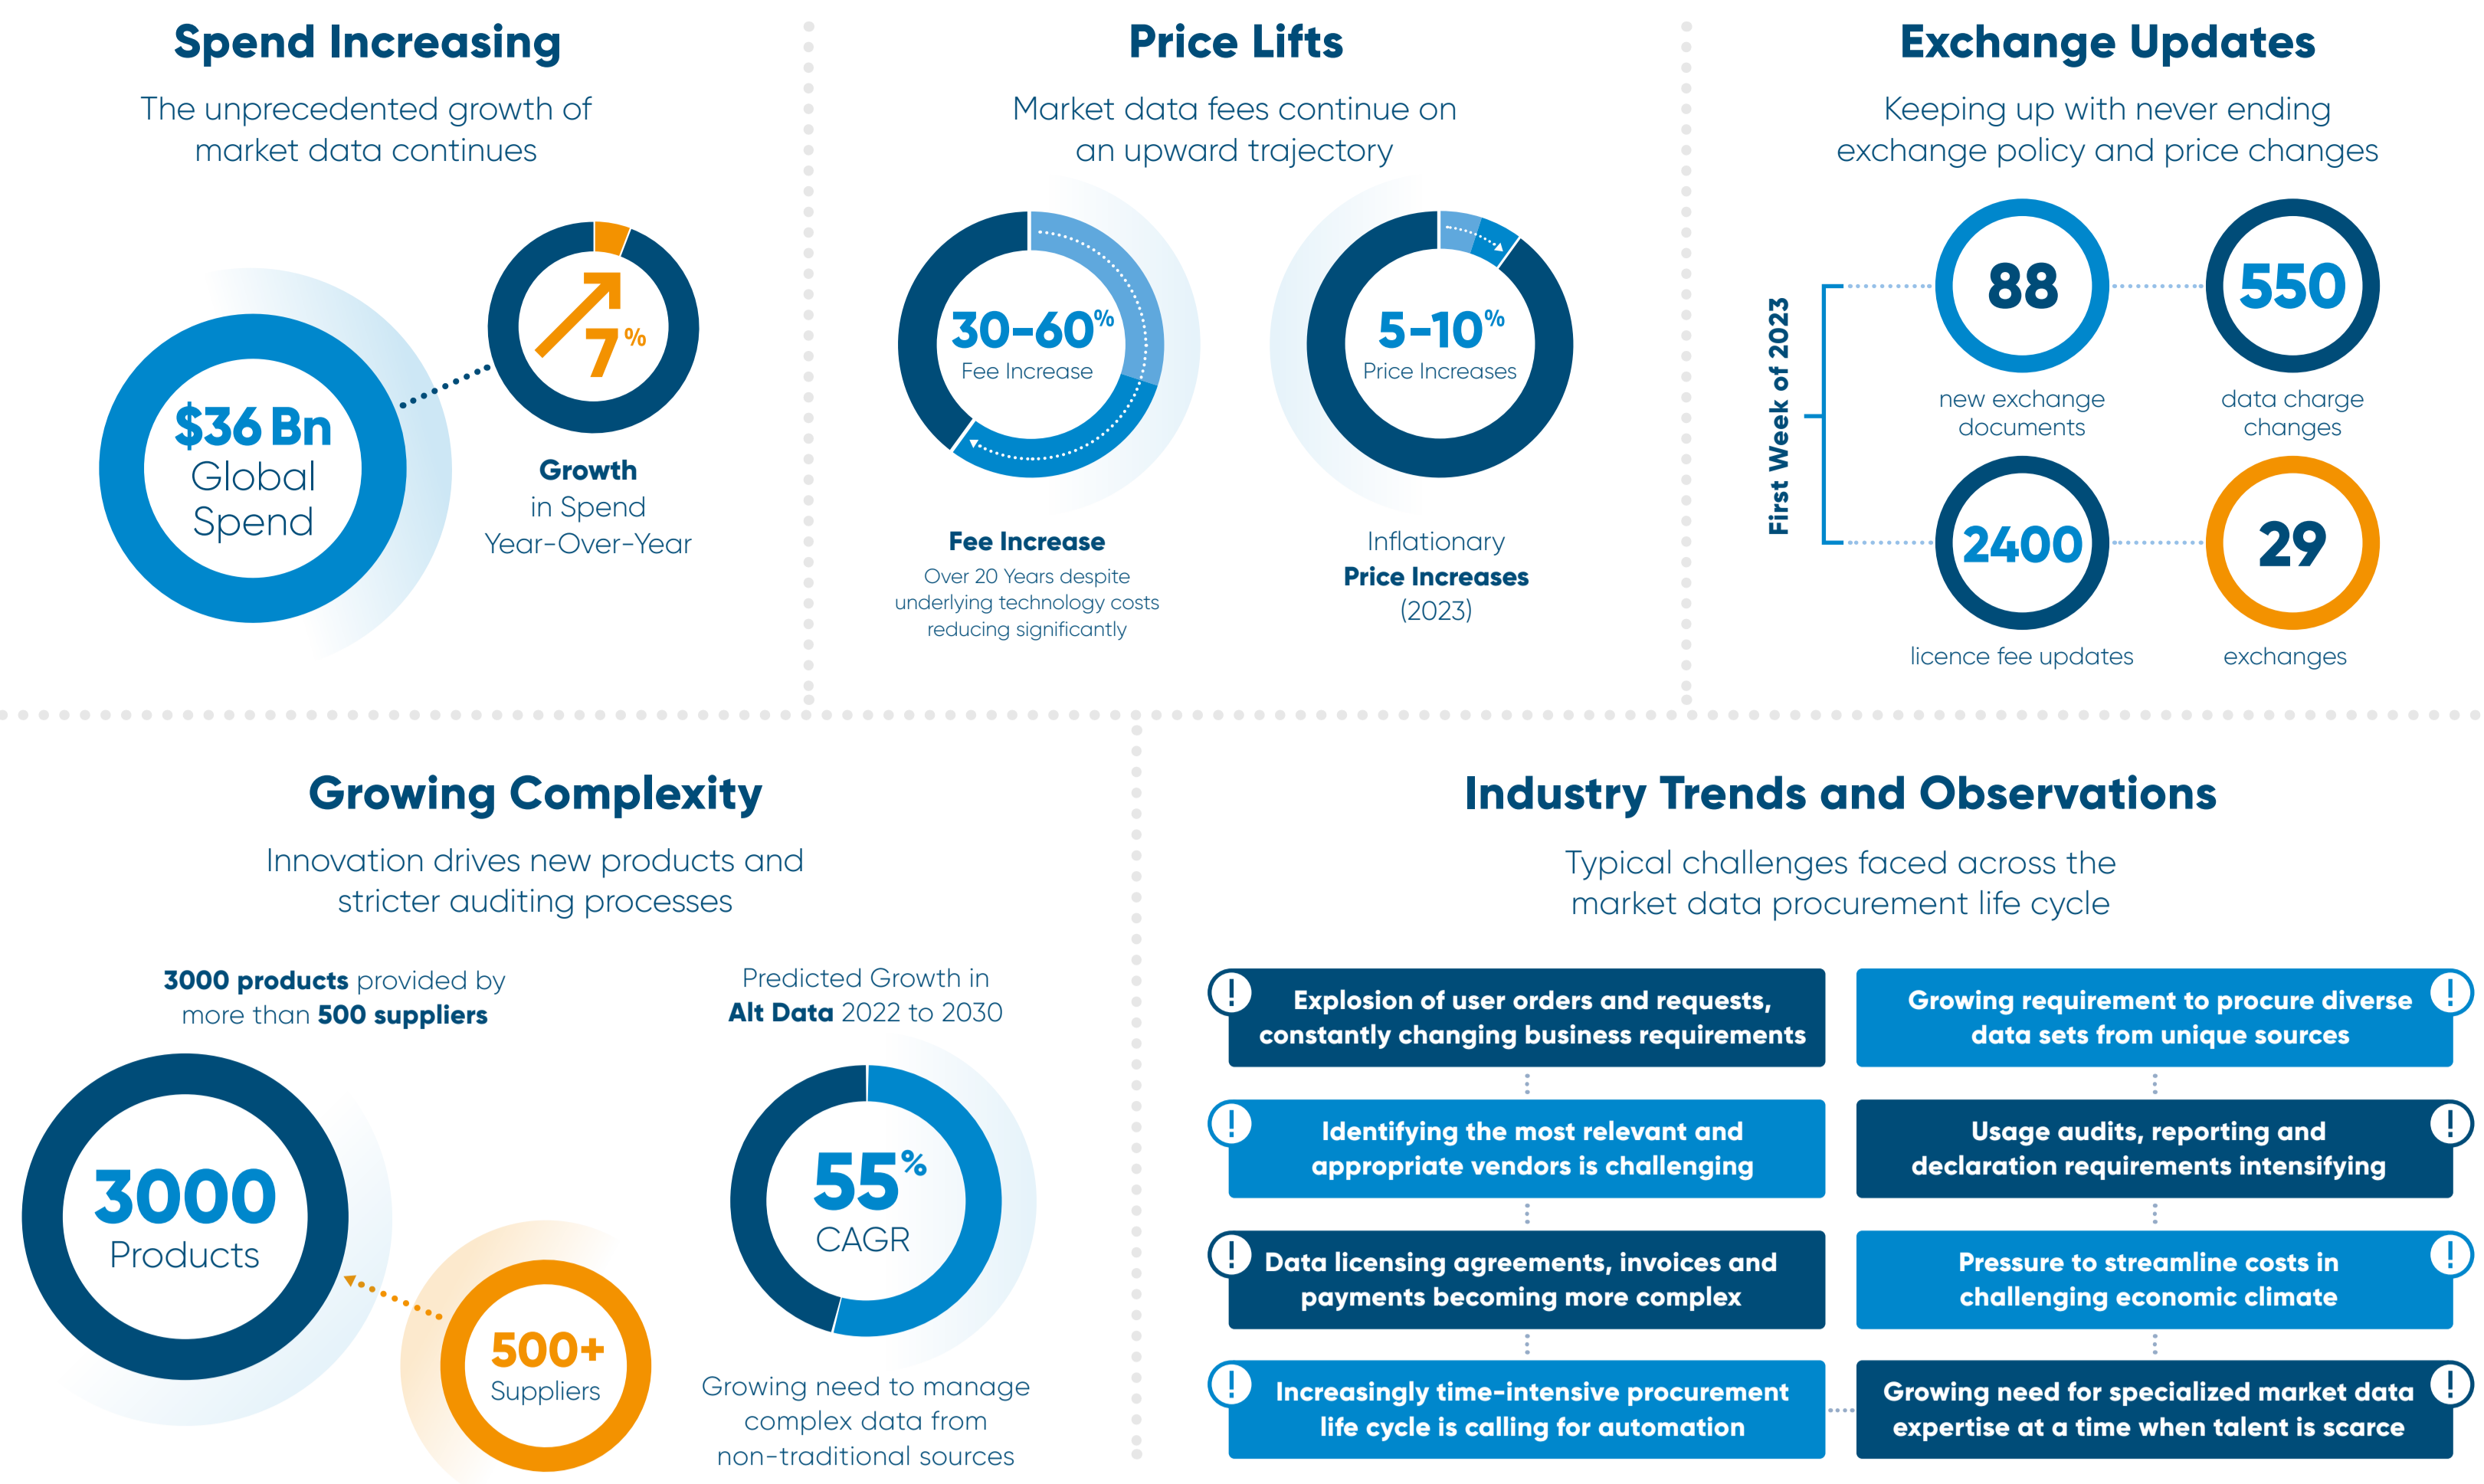 Spend Increasing
The unprecedented growth of
market data continues
$36 Bn
Global
Spend
7%
Growth
in Spend
Year-Over-Year
Price Lifts
Market data fees continue on
an upward trajectory
30-60%
Fee Increase
Fee Increase
Over 20 Years despite
underlying technology costs
reducing significantly
5-10%
Price Increases
Inflationary
Price Increases
(2023)
Exchange Updates
Keeping up with never ending
exchange policy and price changes
First Week of 2023
88
new exchange
documents
550
data charge
changes
2400
licence fee updates
29
exchanges
Growing Complexity
Innovation drives new products and
stricter auditing processes
3000 products provided by
more than 500 suppliers
3000
Products
500+
Suppliers
Predicted Growth in
Alt Data 2022 to 2030
55%
CAGR
Growing need to manage
complex data from
non-traditional sources
Industry Trends and Observations
Typical challenges faced across the
market data procurement life cycle
! Explosion of user orders and requests,
constantly changing business requirements
! Identifying the most relevant and
appropriate vendors is challenging
! Data licensing agreements, invoices and
payments becoming more complex
! Increasingly time-intensive procurement
life cycle is calling for automation
Growing requirement to procure diverse !
data sets from unique sources
Usage audits, reporting and !
declaration requirements intensifying
Pressure to streamline costs in !
challenging economic climate
Growing need for specialized market data !
expertise at a time when talent is scarce